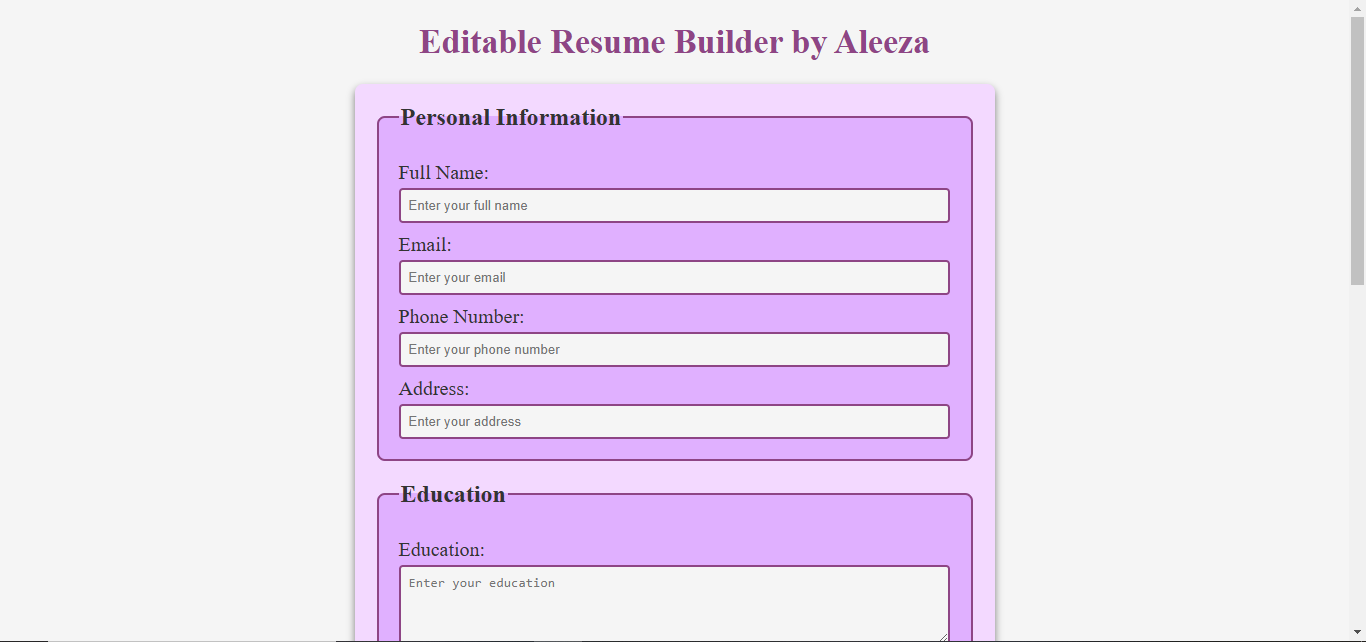 Editable Resume Builder by Aleeza
Personal Information
Full Name:
Enter your full name
Email:
Enter your email
Phone Number:
Enter your phone number
Address:
Enter your address
Education
Education:
Enter your education